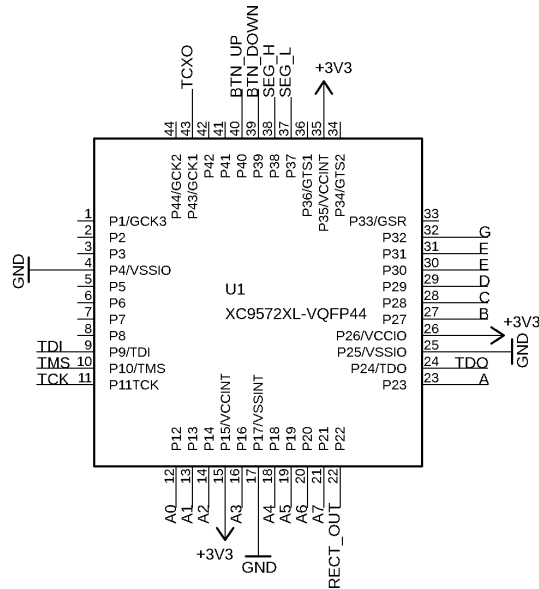 TCXO
BTN_UP
BTN_DOWN
SEG_H
SEG_L
+3V3
44
43
42
41
40
39
38
37
36
35
34
P44/GCK2
P43/GCK1
P42
P41
P40
P39
P38
P37
P36/GTS1
P35/VCCINT
P34/GTS2
1 P1/GCK3
2 P2
3 P3
GND 4 P4/VSSIO
5 P5
6 P6
7 P7
8 P8
TDI 9 P9/TDI
TMS 10 P10/TMS
TCK 11 P11TCK
U1
XC9572XL-VQFP44
P33/GSR 33
P32 32 G
P31 31 F
P30 30 E
P29 29 D
P28 28 C
P27 27 B
P26/VCCIO 26 +3V3
P25/VSSIO 25 GND
P24/TDO 24 TDO
P23 23 A
P12
P13
P14
P15/VCCINT
P16
P17/VSSINT
P18
P19
P20
P21
P22
12
13
14
15
16
17
18
19
20
21
22
A0
A1
A2
+3V3
A3
GND
A4
A5
A6
A7
RECT_OUT